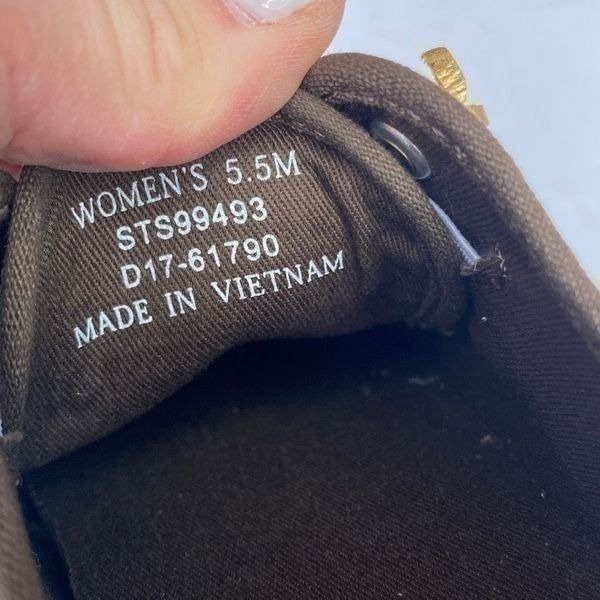 WOMEN'S 5.5M
STS99493
D17-61790
MADE IN VIETNAM